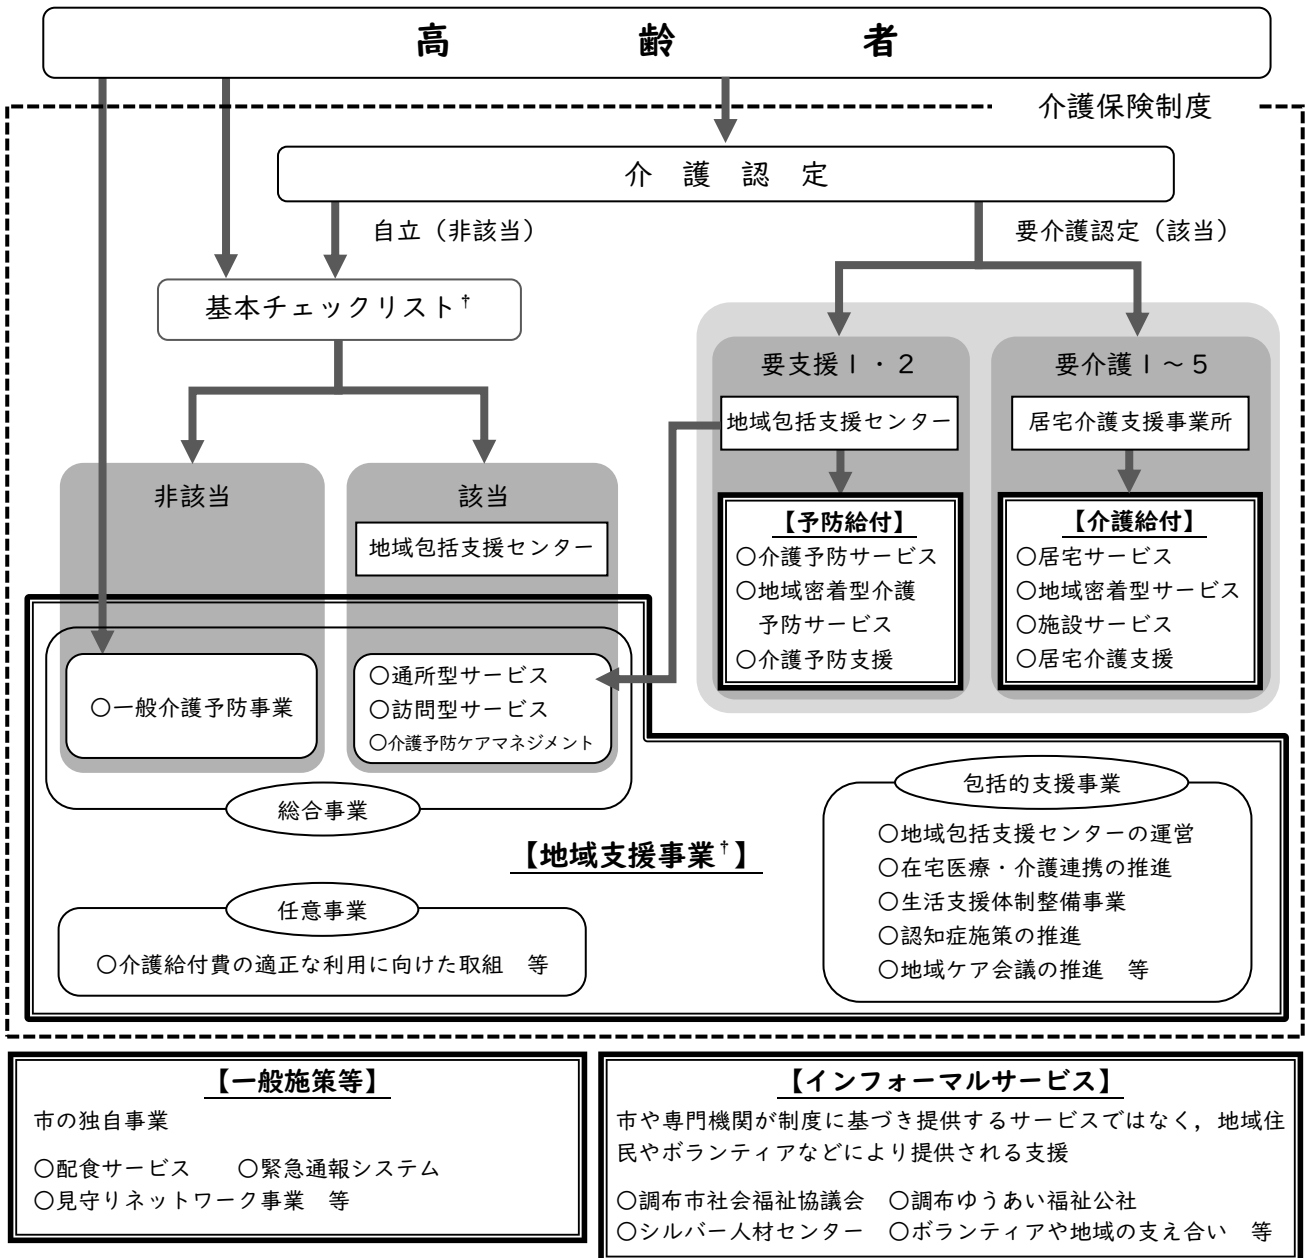 高　齢　者
介護保険制度
介　護　認　定
自立（非該当）
要介護認定（該当）
基本チェックリスト†
要支援１・２
地域包括支援センター
【予防給付】
○介護予防サービス
○地域密着型介護
予防サービス
○介護予防支援
要介護１～５
居宅介護支援事業所
【介護給付】
○居宅サービス
○地域密着型サービス
○施設サービス
○居宅介護支援
非該当
○一般介護予防事業
該当
地域包括支援センター
○通所型サービス
○訪問型サービス
○介護予防ケアマネジメント
総合事業
【地域支援事業†】
任意事業
○介護給付費の適正な利用に向けた取組　等
包括的支援事業
○地域包括支援センターの運営
○在宅医療・介護連携の推進
○生活支援体制整備事業
○認知症施策の推進
○地域ケア会議の推進　等
【一般施策等】
市の独自事業
○配食サービス　○緊急通報システム
○見守りネットワーク事業　等
【インフォーマルサービス】
市や専門機関が制度に基づき提供するサービスではなく，地域住
民やボランティアなどにより提供される支援
○調布市社会福祉協議会　○調布ゆうあい福祉公社
○シルバー人材センター　○ボランティアや地域の支え合い　等